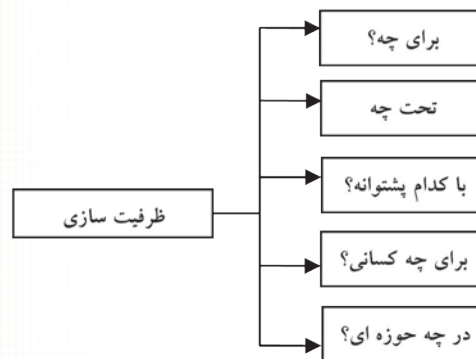 برای چه؟
تحت چه
با کدام پشتوانه؟
ظرفیت سازی
برای چه کسانی؟
در چه حوزه ای؟